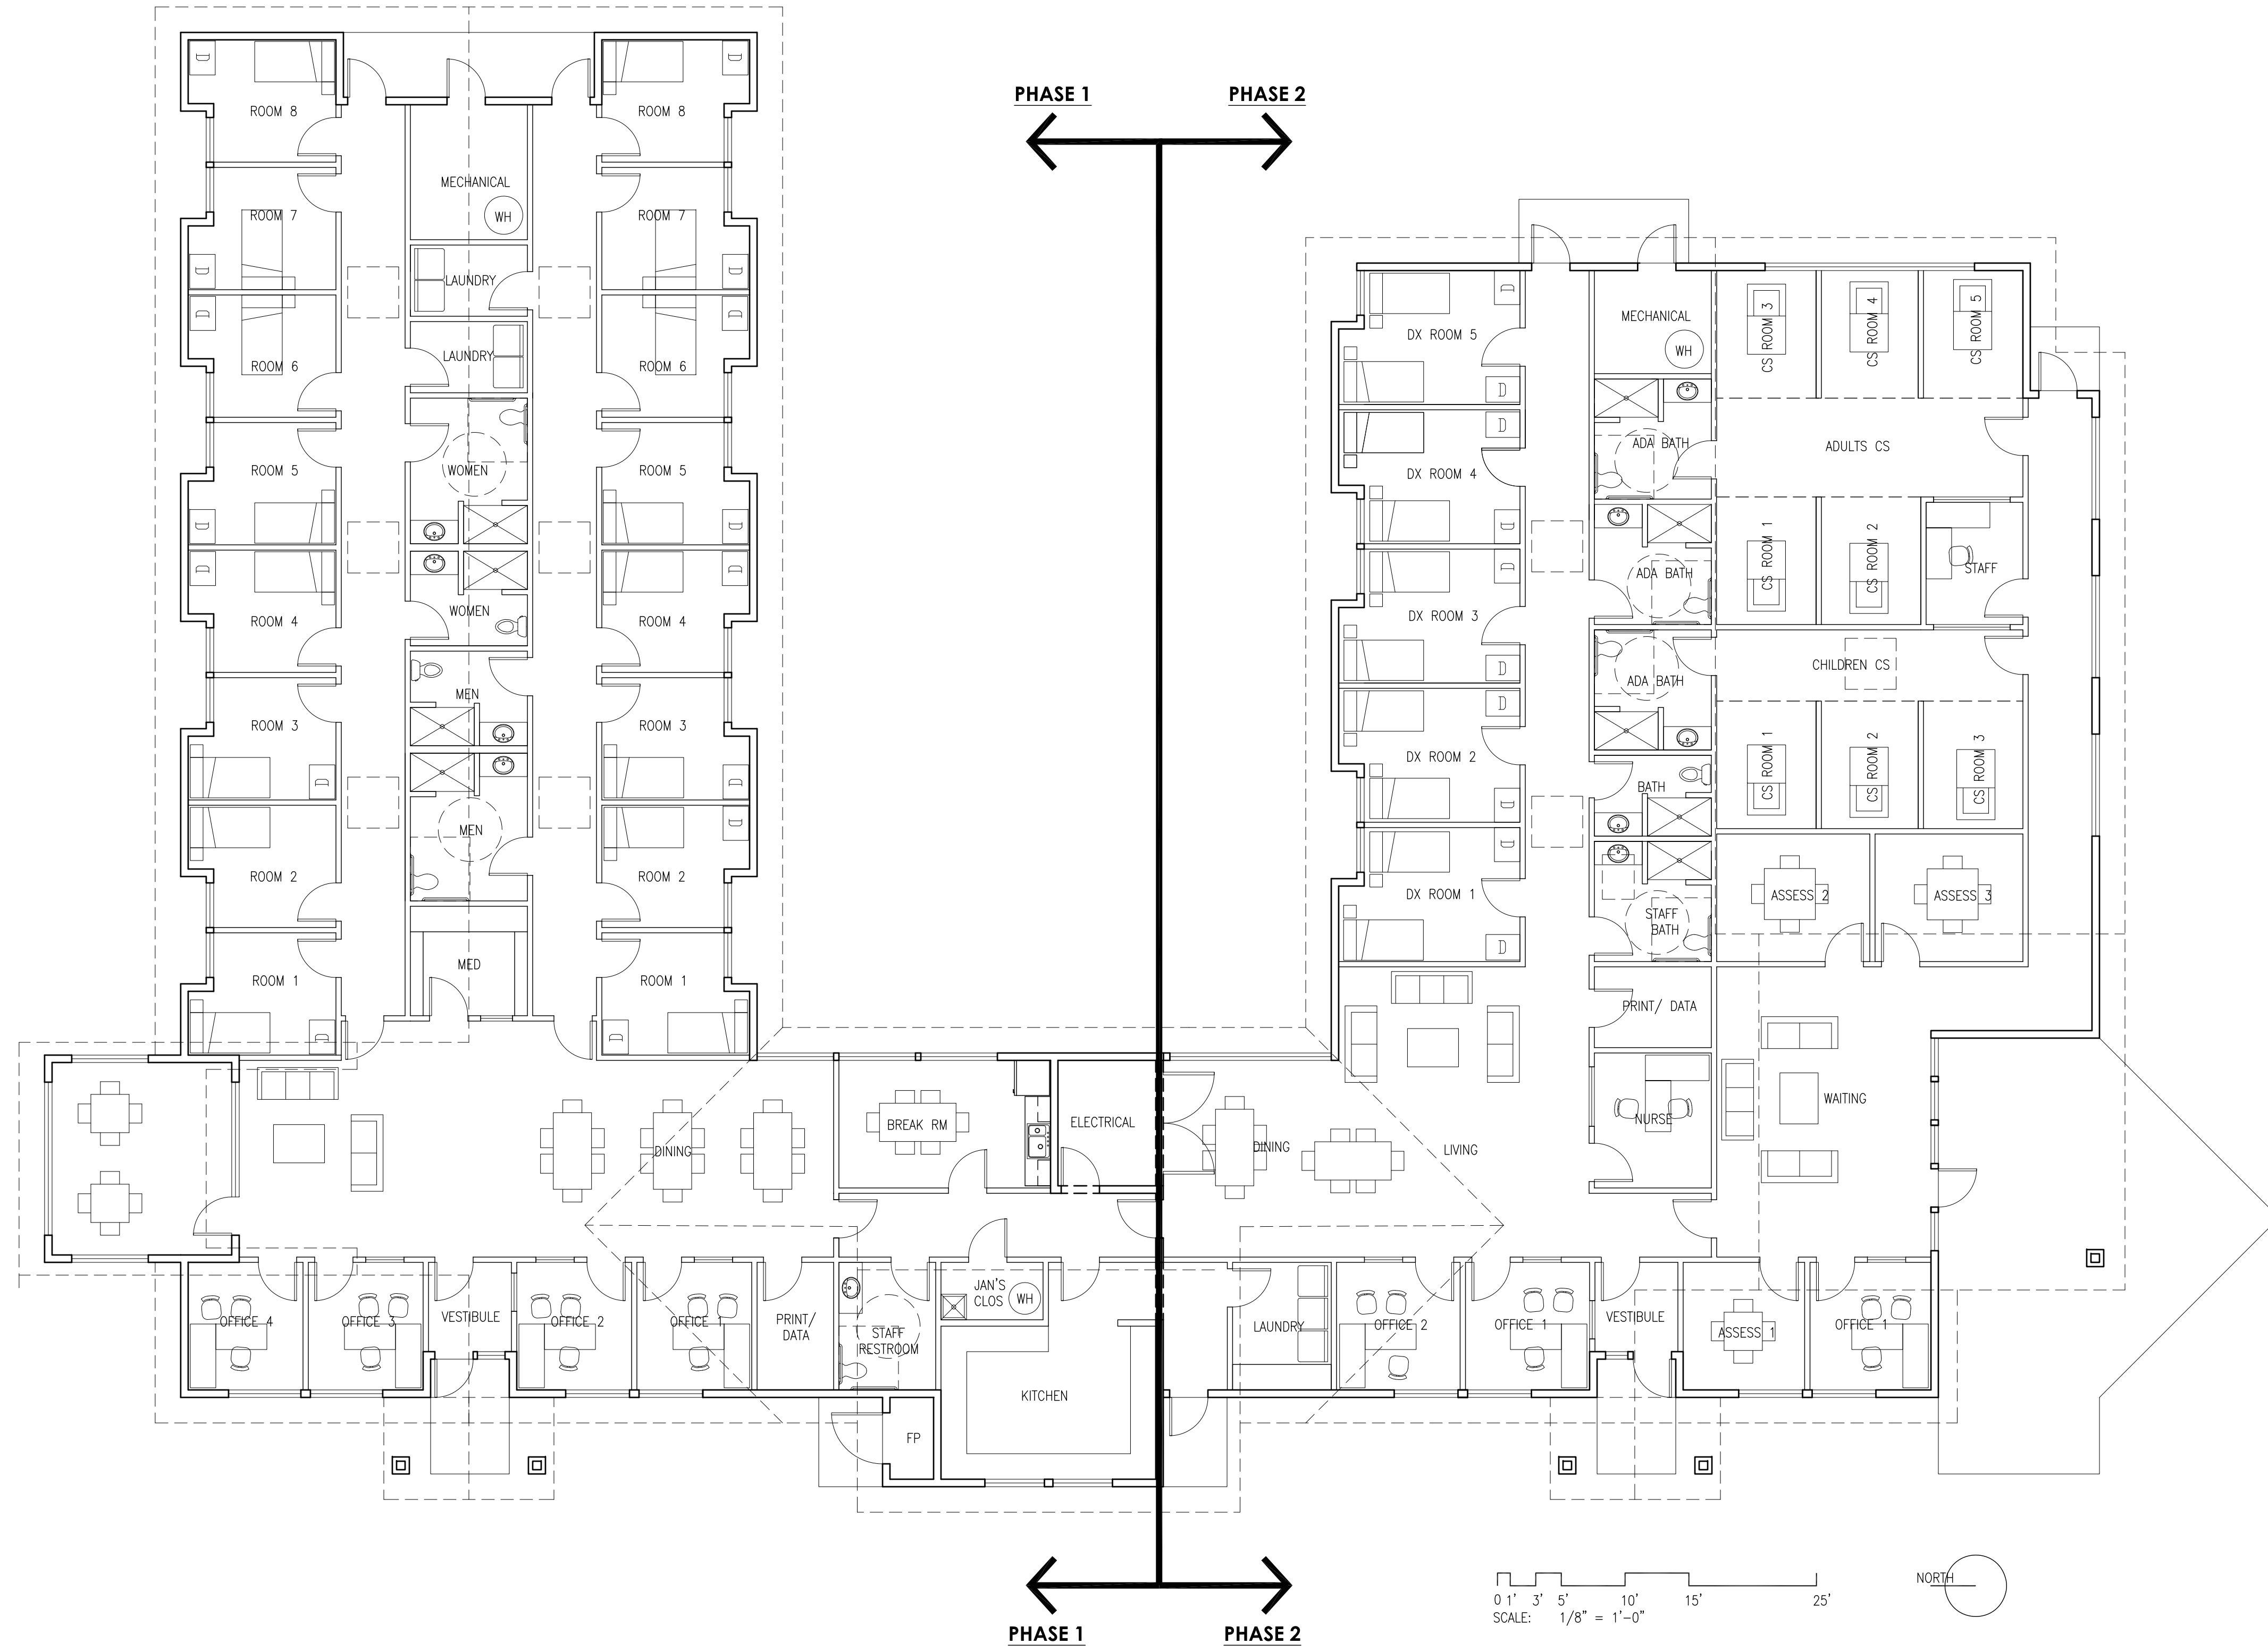 PHASE 1
PHASE 2
ROOM 8
ROOM 8
MECHANICAL
WH
ROOM 7
ROOM 7
LAUNDRY
LAUNDRY
ROOM 6
ROOM 6
WOMEN
ROOM 5
ROOM 5
WOMEN
ROOM 4
ROOM 4
MEN
ROOM 3
ROOM 3
MEN
ROOM 2
ROOM 2
MED
ROOM 1
ROOM 1
DINING
BREAK RM
ELECTRICAL
OFFICE 4
OFFICE 3
VESTIBULE
OFFICE 2
OFFICE 1
PRINT/
DATA
STAFF
RESTROOM
JAN'S
CLOS
WH
KITCHEN
FP
DX ROOM 5
MECHANICAL
WH
CS ROOM 3
CS ROOM 4
CS ROOM 5
ADA BATH
ADULTS CS
DX ROOM 4
CS ROOM 1
CS ROOM 2
STAFF
ADA BATH
DX ROOM 3
CHILDREN CS
ADA BATH
DX ROOM 2
BATH
CS ROOM 1
CS ROOM 2
CS ROOM 3
DX ROOM 1
ASSESS 2
ASSESS 3
STAFF
BATH
PRINT/ DATA
NURSE
WAITING
DINING
LIVING
LAUNDRY
OFFICE 2
OFFICE 1
VESTIBULE
ASSESS 1
OFFICE 1
0 1' 3' 5' 10' 15' 25'
SCALE: 1/8" = 1'-0"
NORTH
PHASE 1
PHASE 2